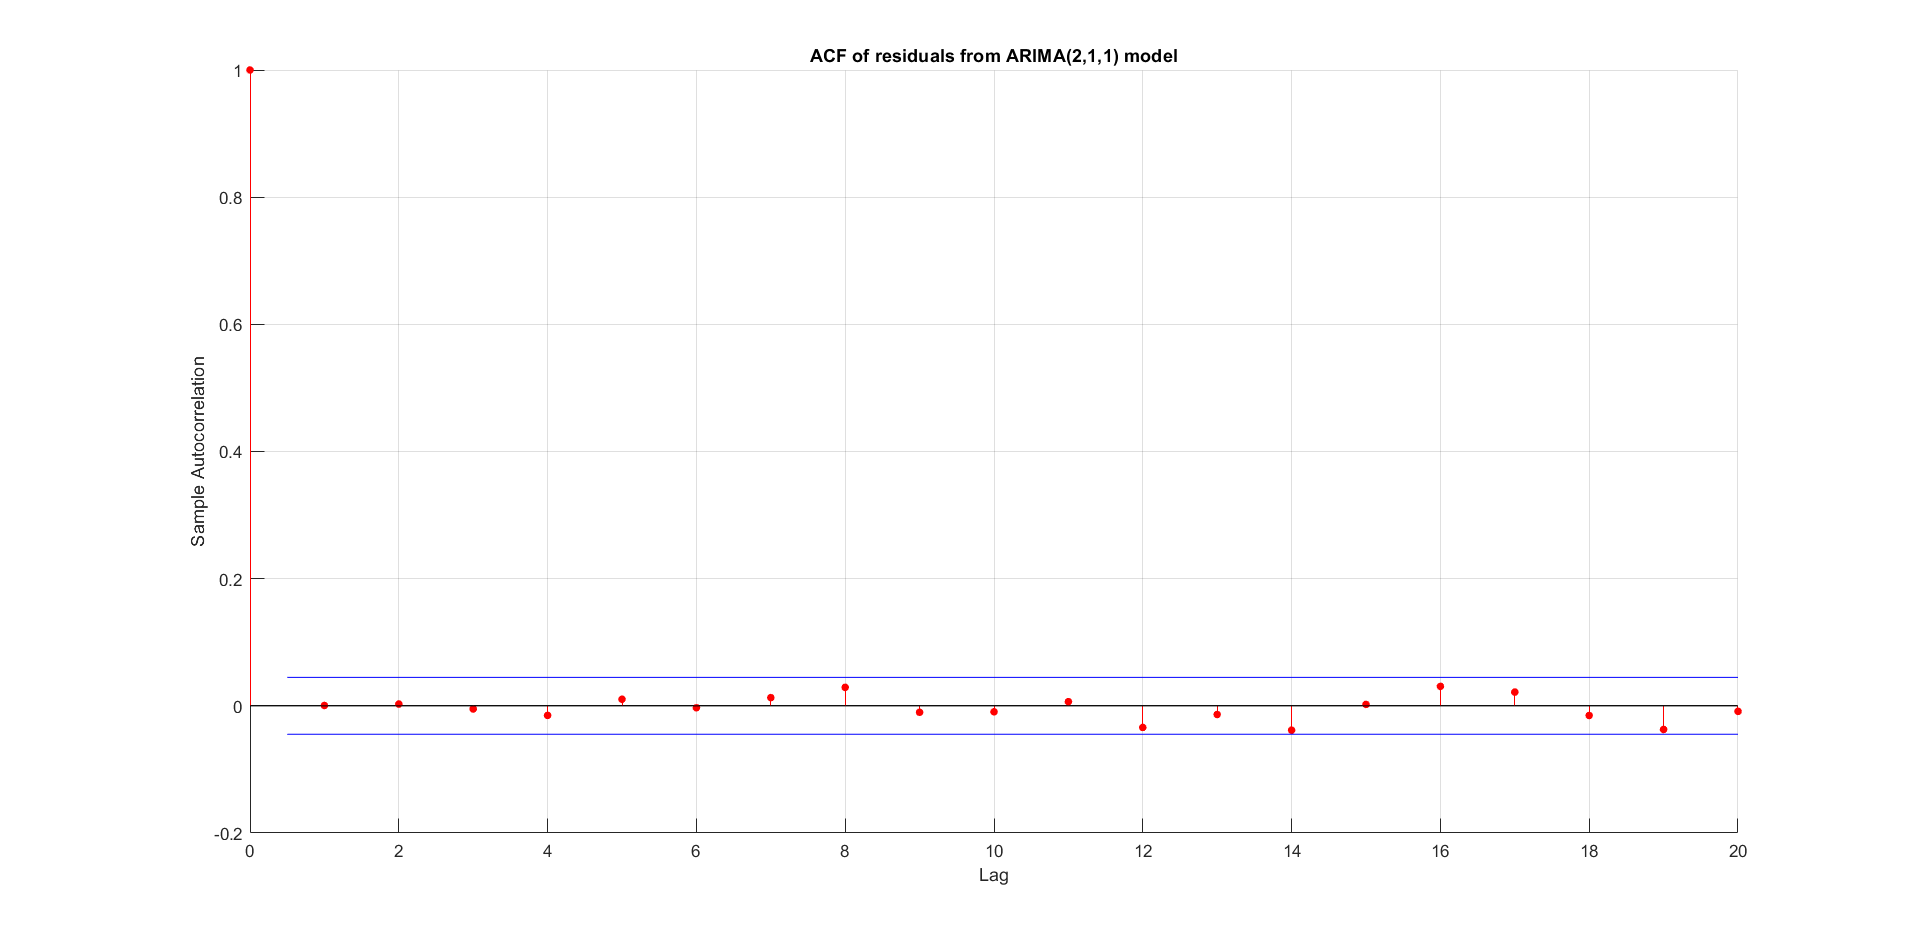 ACF of residuals from ARIMA(2,1,1) model
1
0.8
0.6
0.4
0.2
0
-0.2
Sample Autocorrelation
0 2 4 6 8 10 12 14 16 18 20
Lag